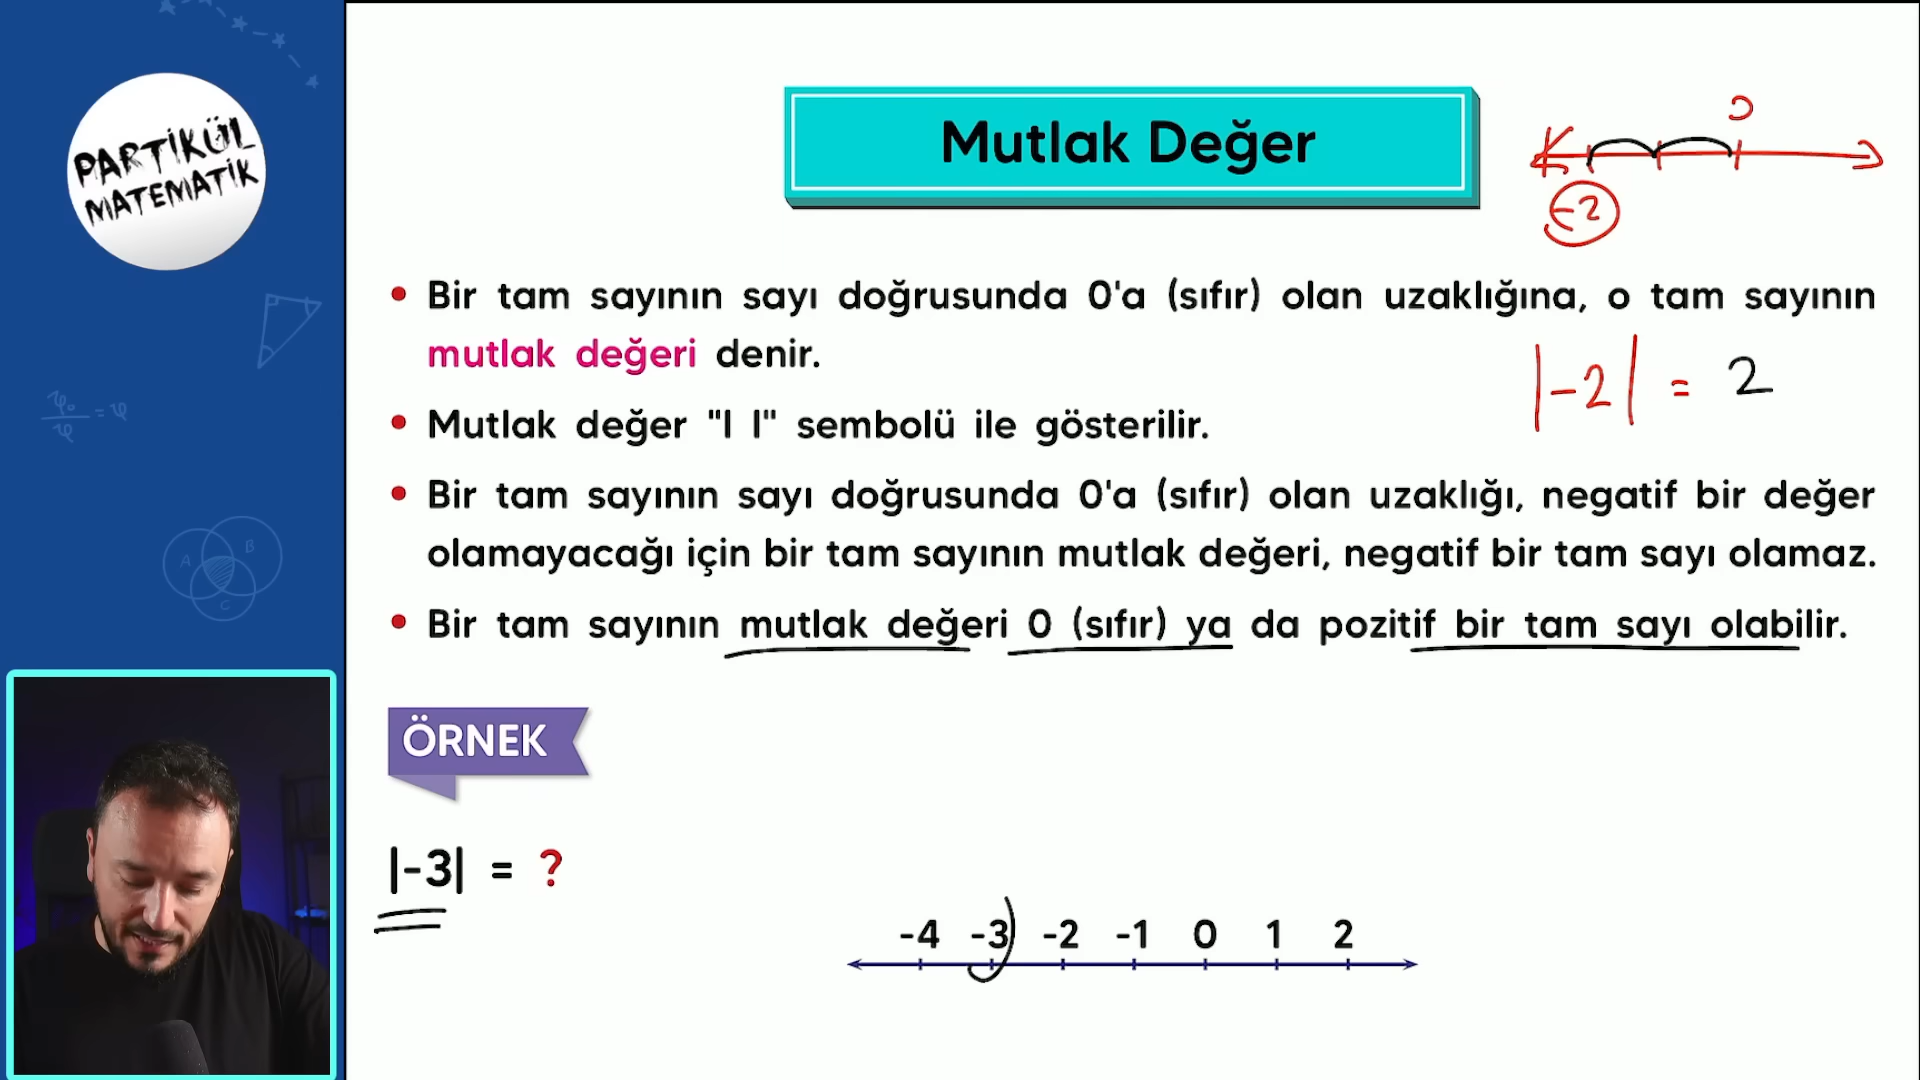 PARTİKÜL
MATEMATİK
Mutlak Değer
0
-2
• Bir tam sayının sayı doğrusunda 0'a (sıfır) olan uzaklığına, o tam sayının
mutlak değeri denir.
|-2| = 2
• Mutlak değer "| |" sembolü ile gösterilir.
• Bir tam sayının sayı doğrusunda 0'a (sıfır) olan uzaklığı, negatif bir değer
olamayacağı için bir tam sayının mutlak değeri, negatif bir tam sayı olamaz.
• Bir tam sayının mutlak değeri 0 (sıfır) ya da pozitif bir tam sayı olabilir.
A B
C
ÖRNEK
|-3| = ?
-4 -3 -2 -1 0 1 2